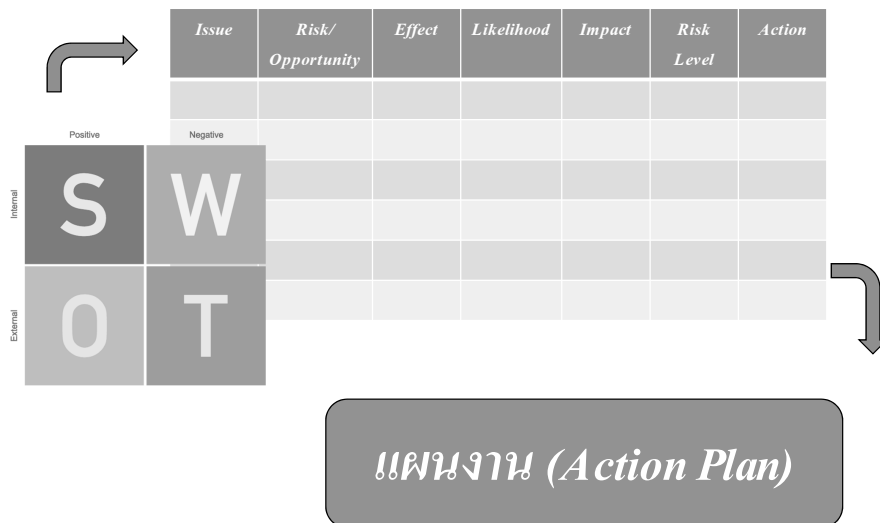 Issue
Risk/
Opportunity
Effect
Likelihood
Impact
Risk
Level
Action
Positive
Negative
Internal
S
W
External
O
T
แผนงาน (Action Plan)